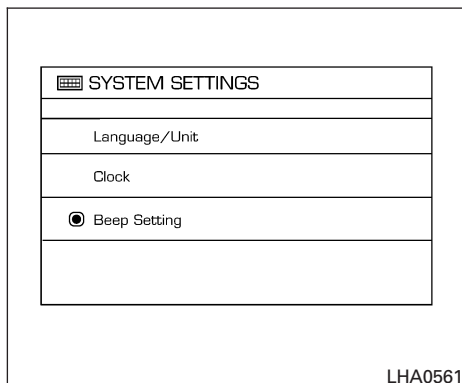 SYSTEM SETTINGS
Language/Unit
Clock
Beep Setting
LHA0561